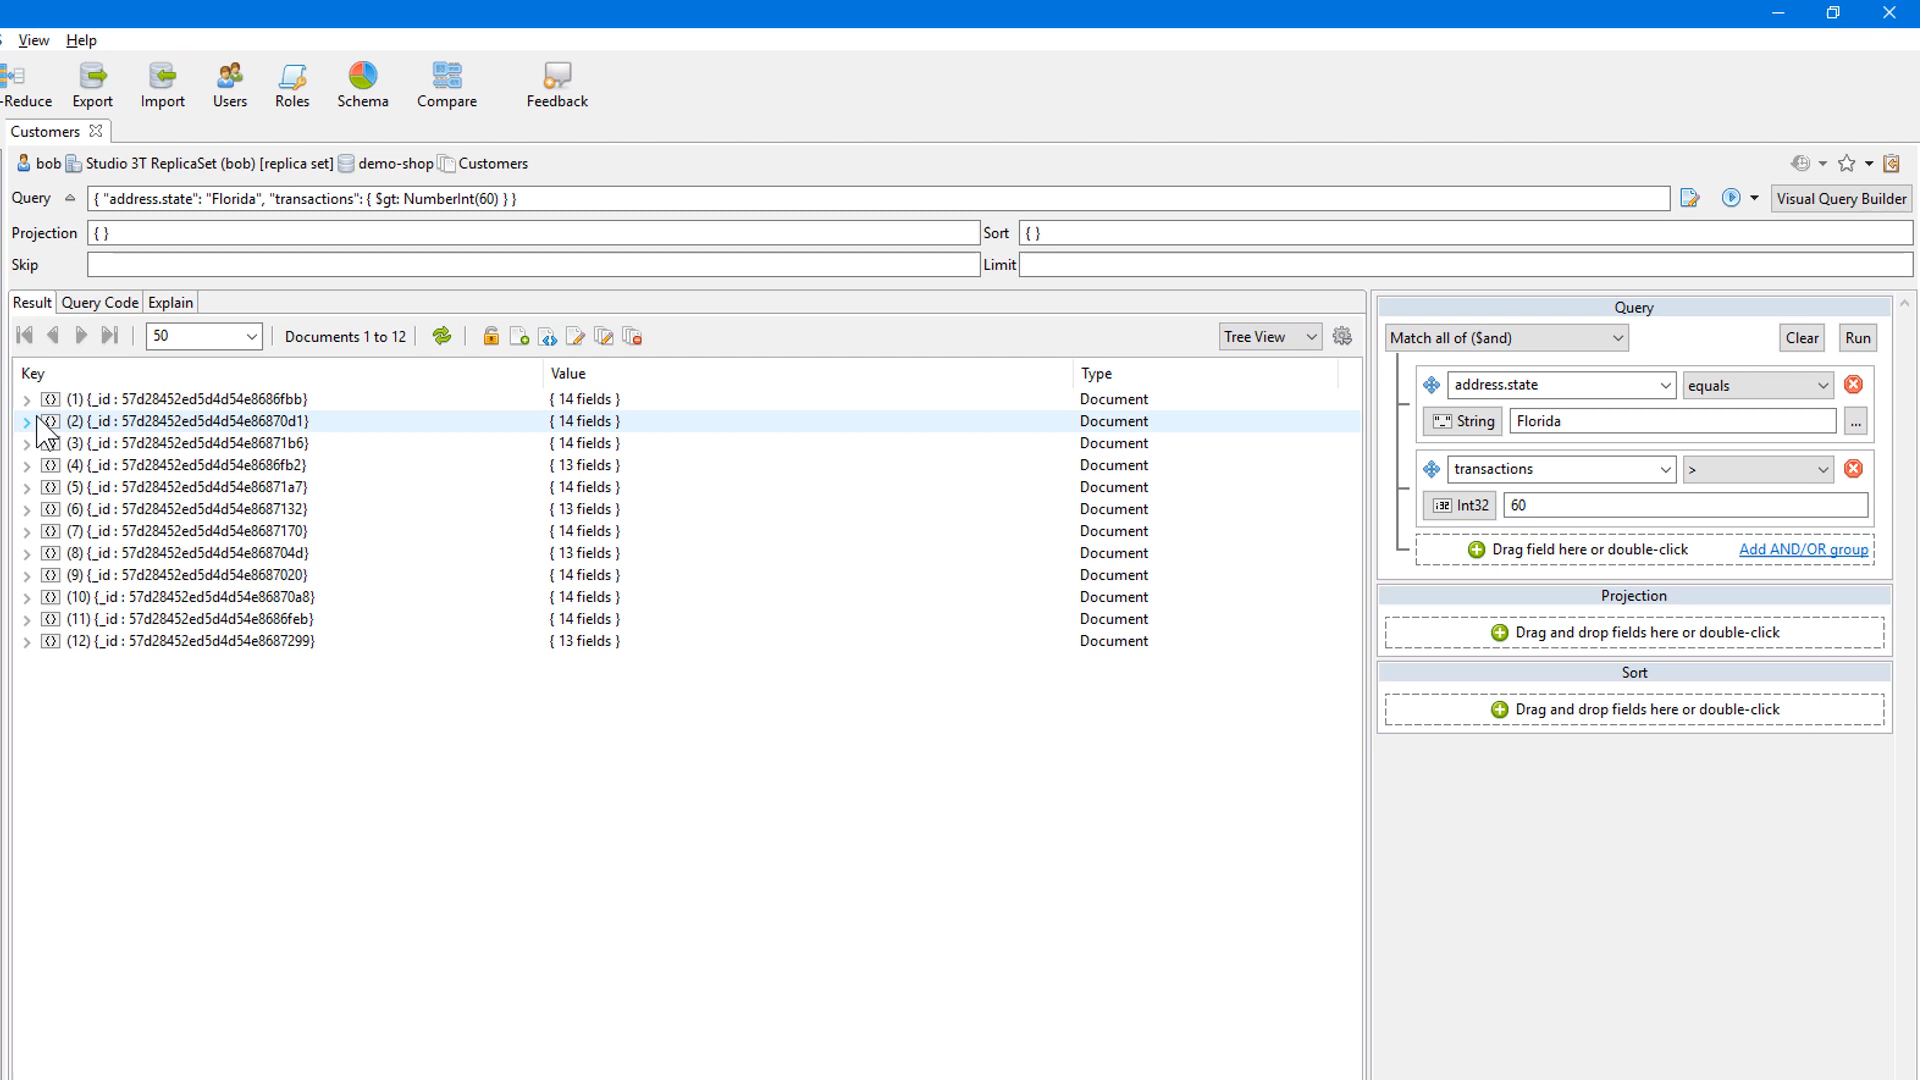 View Help
-Reduce Export Import Users Roles Schema Compare Feedback
Customers
bob Studio 3T ReplicaSet (bob) [replica set] demo-shop Customers
Query { "address.state": "Florida", "transactions": { $gt: NumberInt(60) } } Visual Query Builder
Projection { } Sort { }
Skip Limit
Result Query Code Explain
50 Documents 1 to 12 Tree View
Key Value Type
(1) {_id : 57d28452ed5d4d54e8686fbb} { 14 fields } Document
(2) {_id : 57d28452ed5d4d54e86870d1} { 14 fields } Document
(3) {_id : 57d28452ed5d4d54e86871b6} { 14 fields } Document
(4) {_id : 57d28452ed5d4d54e8686fb2} { 13 fields } Document
(5) {_id : 57d28452ed5d4d54e86871a7} { 14 fields } Document
(6) {_id : 57d28452ed5d4d54e8687132} { 13 fields } Document
(7) {_id : 57d28452ed5d4d54e8687170} { 14 fields } Document
(8) {_id : 57d28452ed5d4d54e868704d} { 13 fields } Document
(9) {_id : 57d28452ed5d4d54e8687020} { 14 fields } Document
(10) {_id : 57d28452ed5d4d54e86870a8} { 14 fields } Document
(11) {_id : 57d28452ed5d4d54e8686feb} { 14 fields } Document
(12) {_id : 57d28452ed5d4d54e8687299} { 13 fields } Document
Query
Match all of ($and) Clear Run
address.state equals
"_" String Florida ...
transactions >
i32 Int32 60
Drag field here or double-click Add AND/OR group
Projection
Drag and drop fields here or double-click
Sort
Drag and drop fields here or double-click